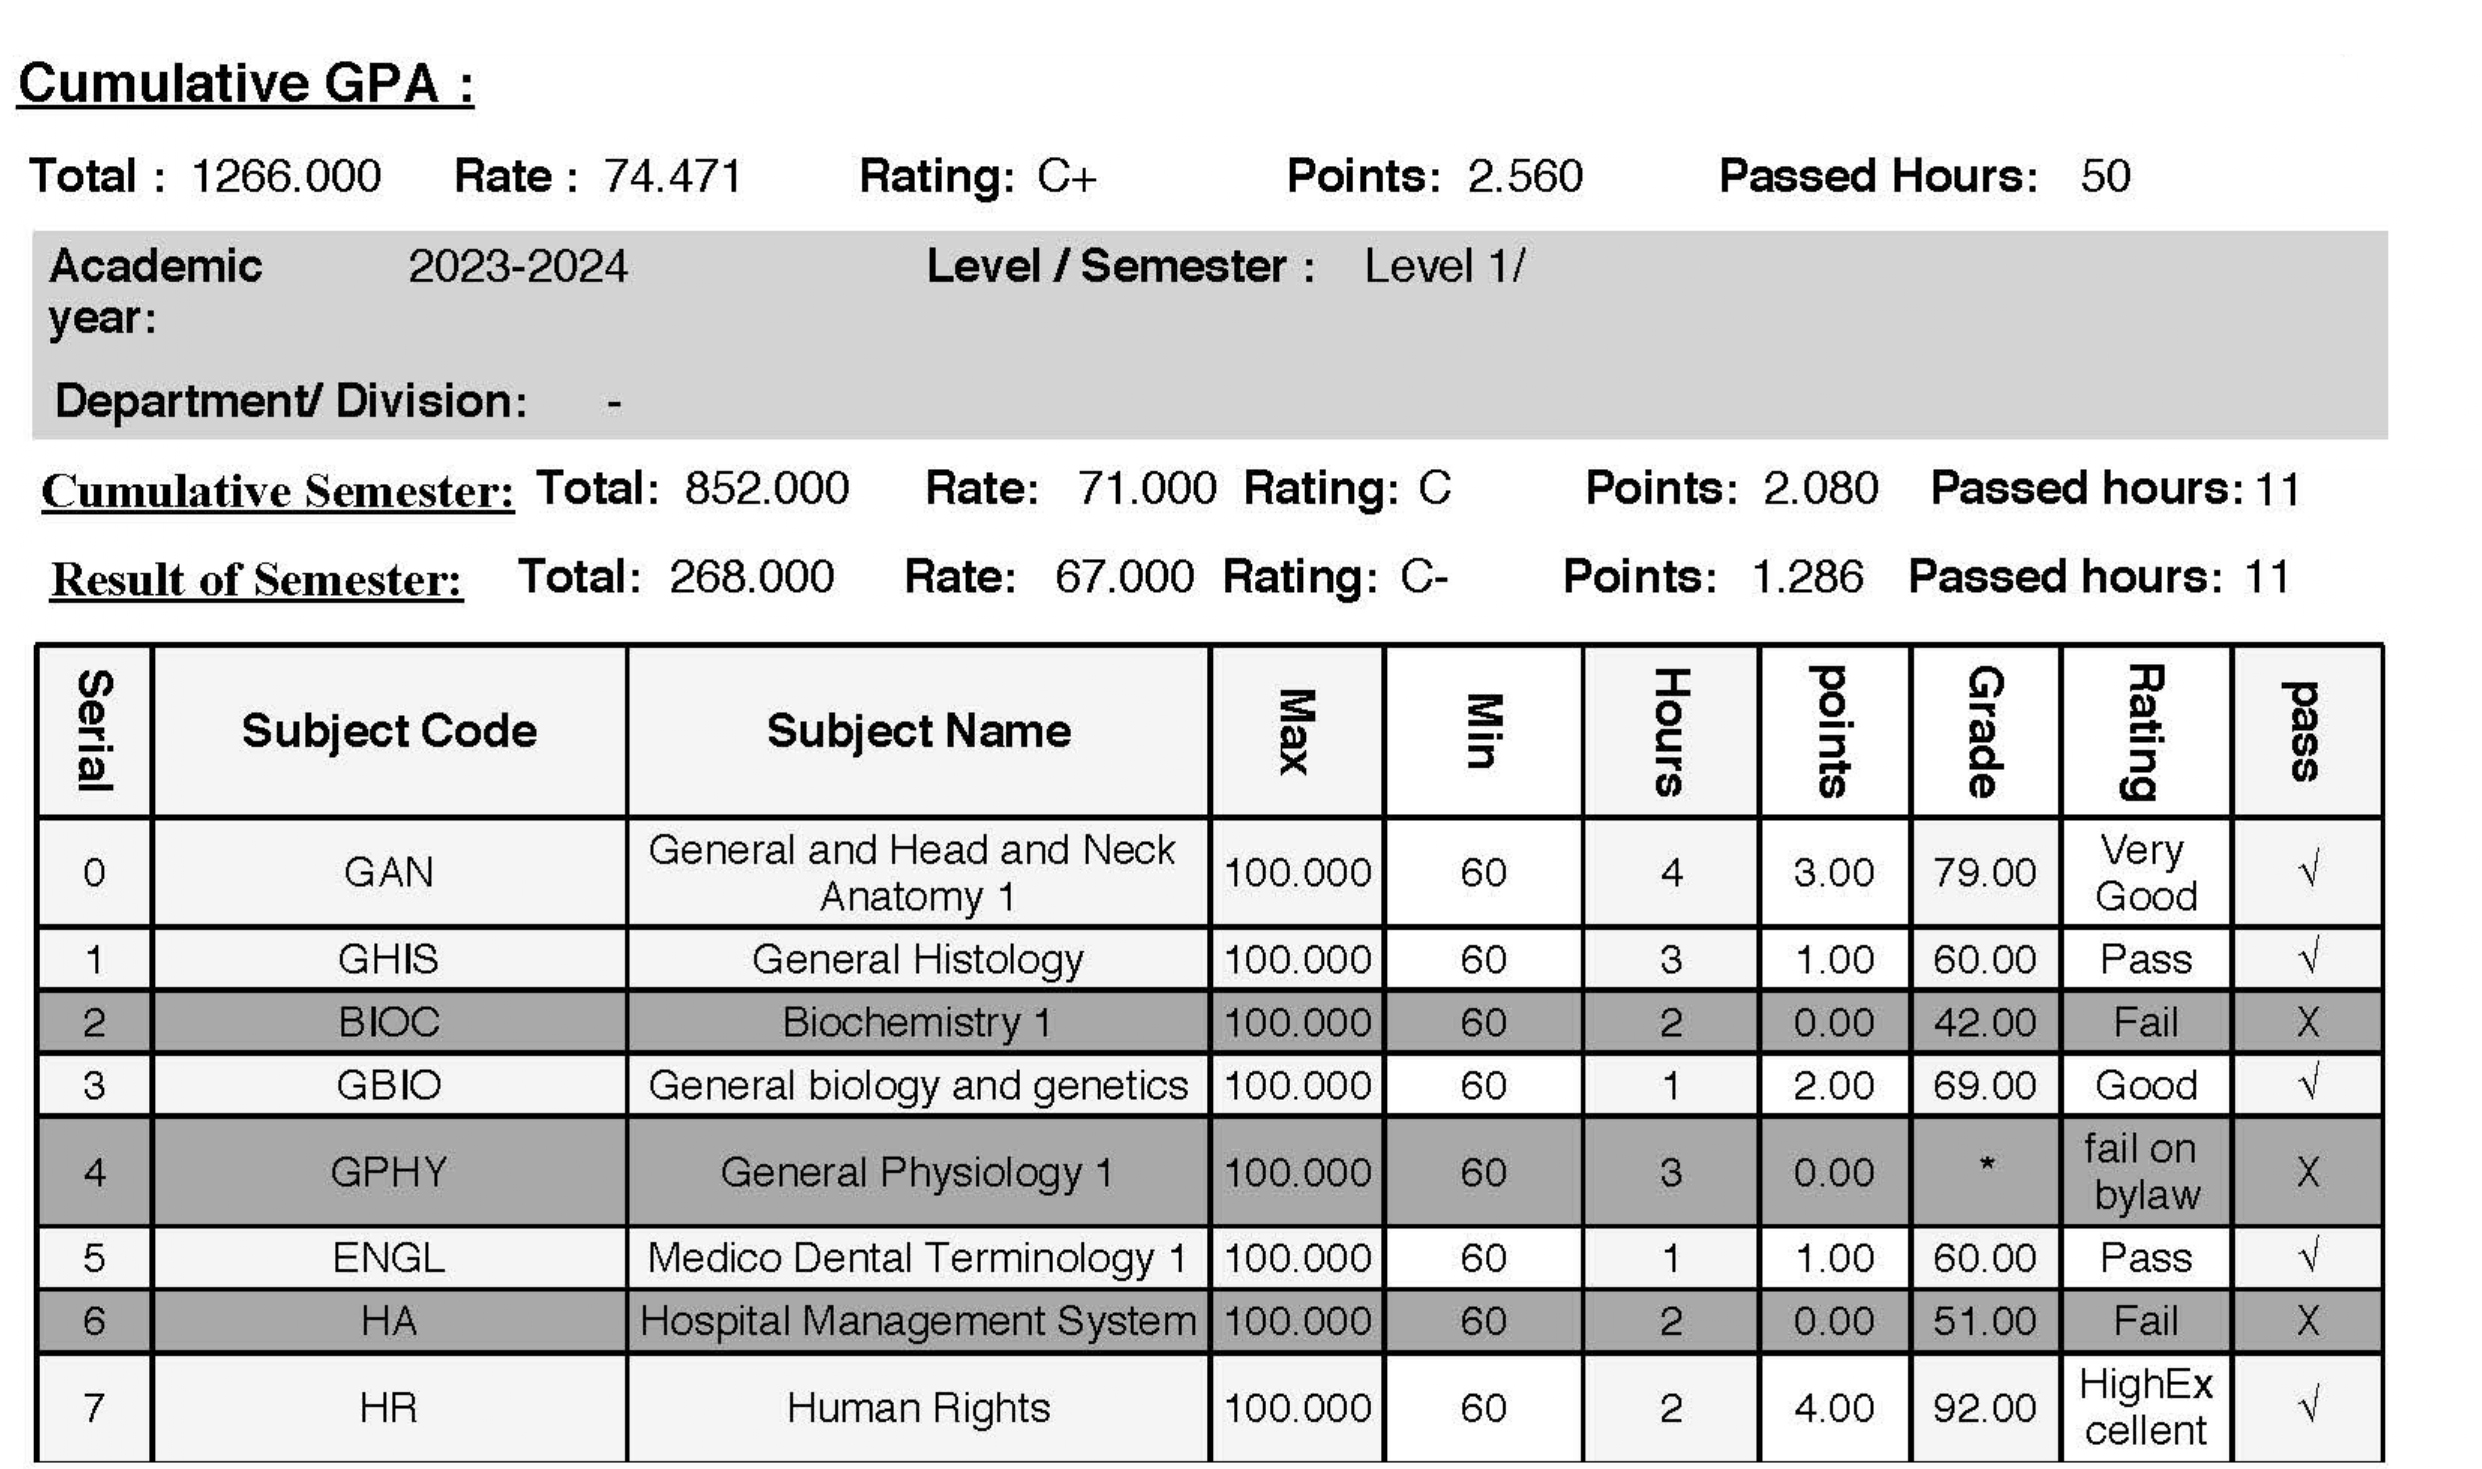 Cumulative GPA :
Total : 1266.000 Rate : 74.471 Rating: C+ Points: 2.560 Passed Hours: 50
Academic year: 2023-2024 Level / Semester : Level 1/
Department/ Division: -
Cumulative Semester: Total: 852.000 Rate: 71.000 Rating: C Points: 2.080 Passed hours: 11
Result of Semester: Total: 268.000 Rate: 67.000 Rating: C- Points: 1.286 Passed hours: 11
Serial Subject Code Subject Name Max Min Hours points Grade Rating pass
0 GAN General and Head and Neck Anatomy 1 100.000 60 4 3.00 79.00 Very Good √
1 GHIS General Histology 100.000 60 3 1.00 60.00 Pass √
2 BIOC Biochemistry 1 100.000 60 2 0.00 42.00 Fail X
3 GBIO General biology and genetics 100.000 60 1 2.00 69.00 Good √
4 GPHY General Physiology 1 100.000 60 3 0.00 * fail on bylaw X
5 ENGL Medico Dental Terminology 1 100.000 60 1 1.00 60.00 Pass √
6 HA Hospital Management System 100.000 60 2 0.00 51.00 Fail X
7 HR Human Rights 100.000 60 2 4.00 92.00 HighExcellent √